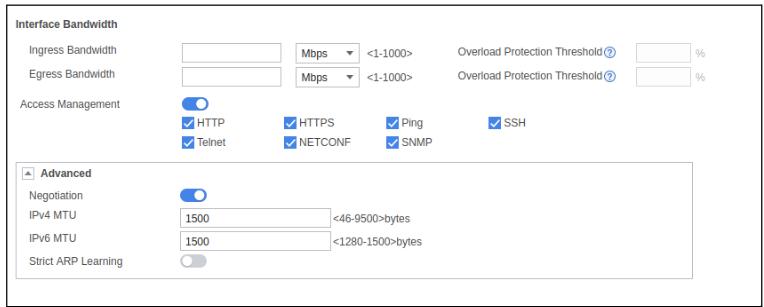 Interface Bandwidth
Ingress Bandwidth Mbps <1-1000> Overload Protection Threshold ? %
Egress Bandwidth Mbps <1-1000> Overload Protection Threshold ? %
Access Management
HTTP HTTPS Ping SSH
Telnet NETCONF SNMP
Advanced
Negotiation
IPv4 MTU 1500 <46-9500>bytes
IPv6 MTU 1500 <1280-1500>bytes
Strict ARP Learning